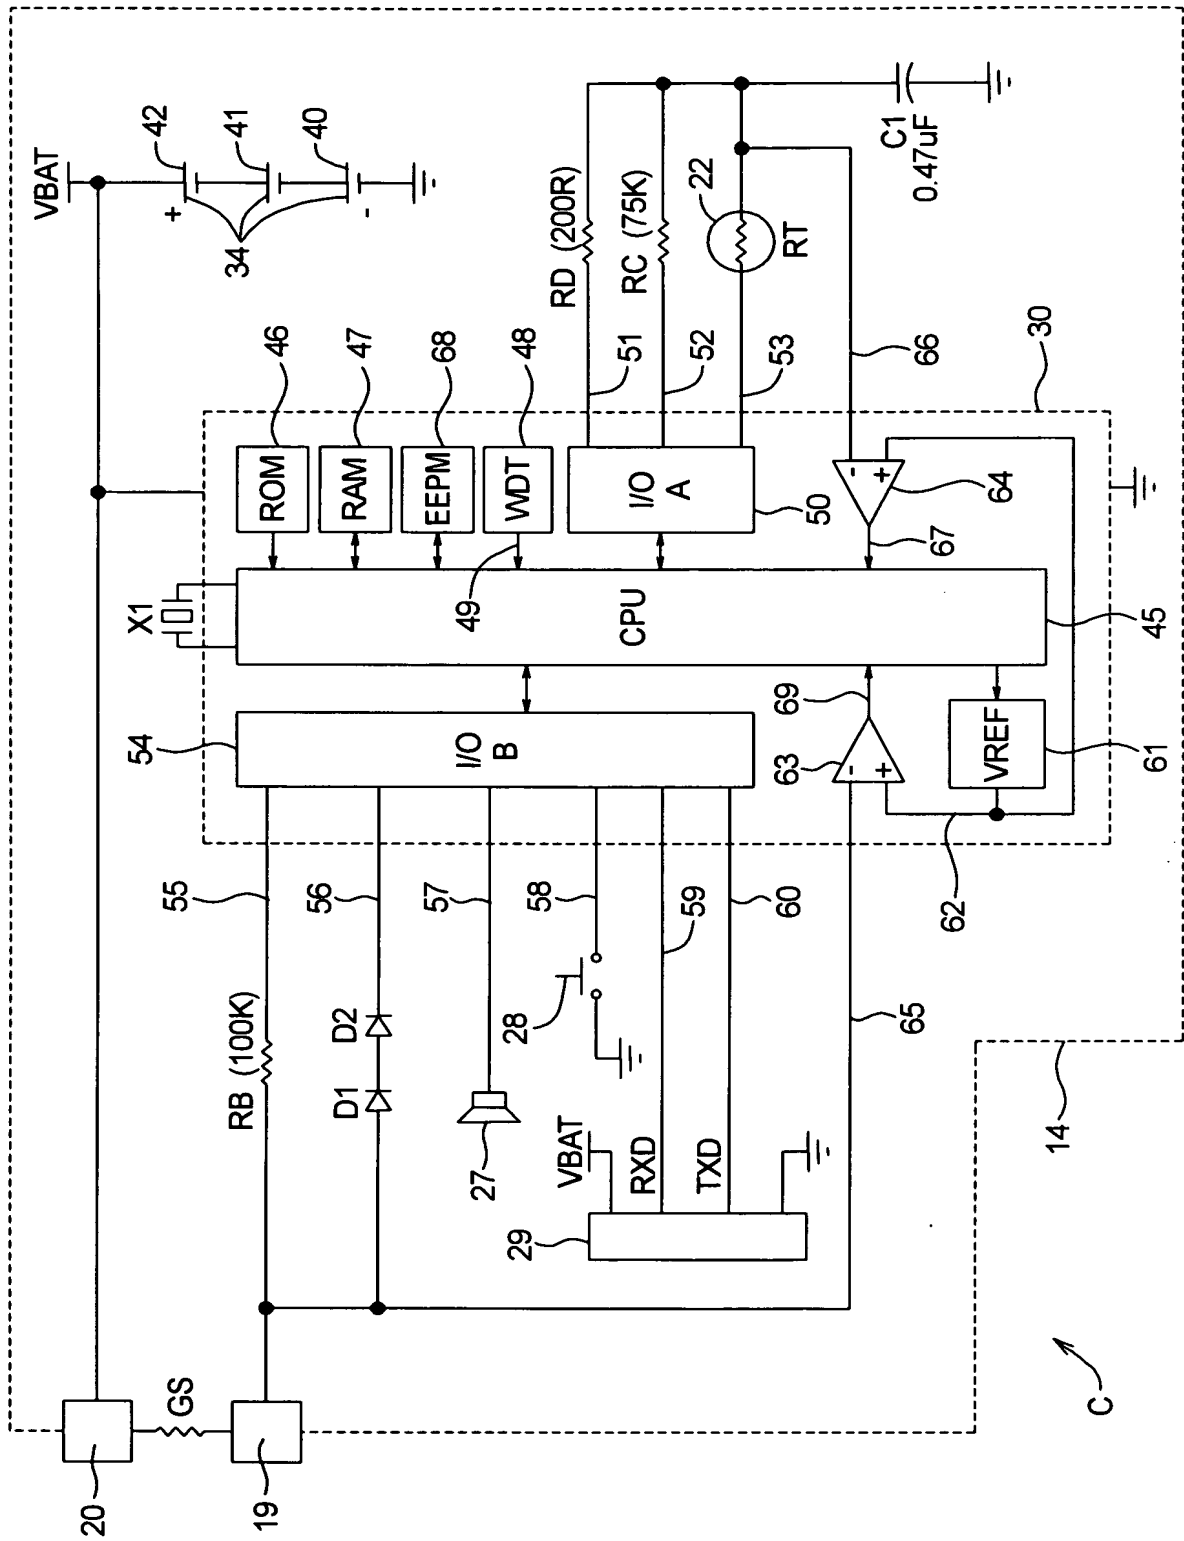 VBAT
42
41
40
+
-
34
46
47
68
48
ROM
RAM
EEPM
WDT
49
X1
CPU
45
I/O
A
50
51
52
53
RD (200R)
RC (75K)
22
RT
C1
0.47uF
66
30
-
+
64
67
54
I/O
B
69
63
-
+
VREF
61
62
55
56
57
58
59
60
65
RB (100K)
D1
D2
27
28
VBAT
RXD
TXD
29
14
20
GS
19
C